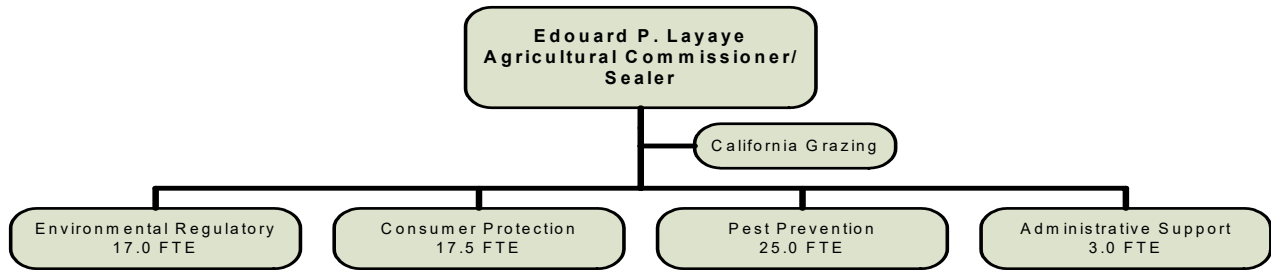 Edouard P. Layaye
Agricultural Commissioner/
Sealer
California Grazing
Environmental Regulatory
17.0 FTE
Consumer Protection
17.5 FTE
Pest Prevention
25.0 FTE
Administrative Support
3.0 FTE